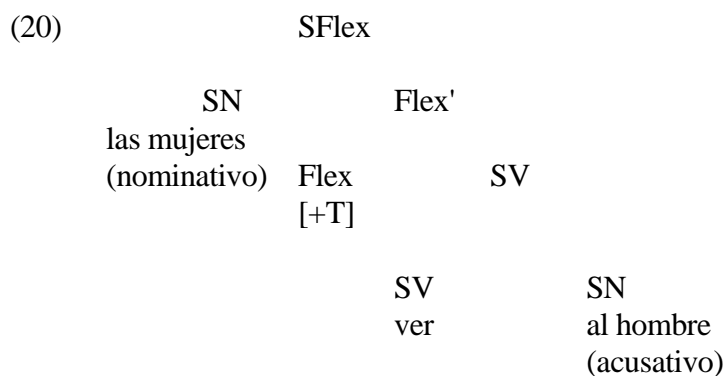 (20) SFlex
SN Flex'
las mujeres
(nominativo) Flex SV
[+T]
SV SN
ver al hombre
(acusativo)